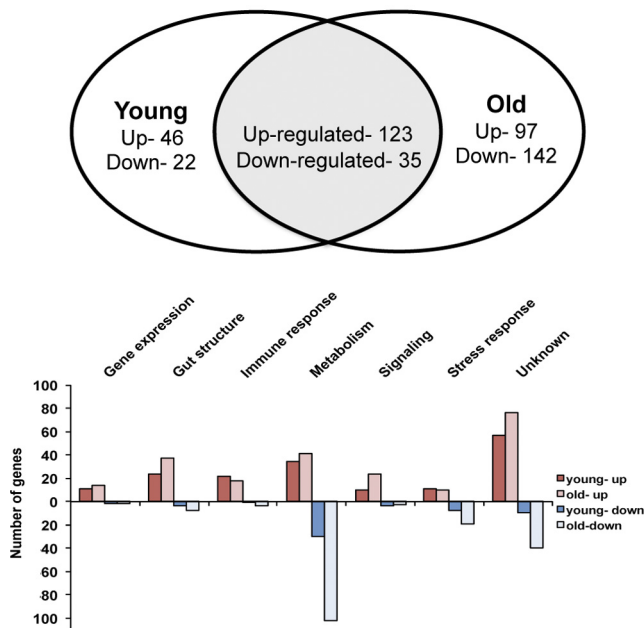 Young
Up- 46
Down- 22
Up-regulated- 123
Down-regulated- 35
Old
Up- 97
Down- 142
Gene expression
Gut structure
Immune response
Metabolism
Signaling
Stress response
Unknown
Number of genes
100
80
60
40
20
0
20
40
60
80
100
young- up
old- up
young- down
old-down